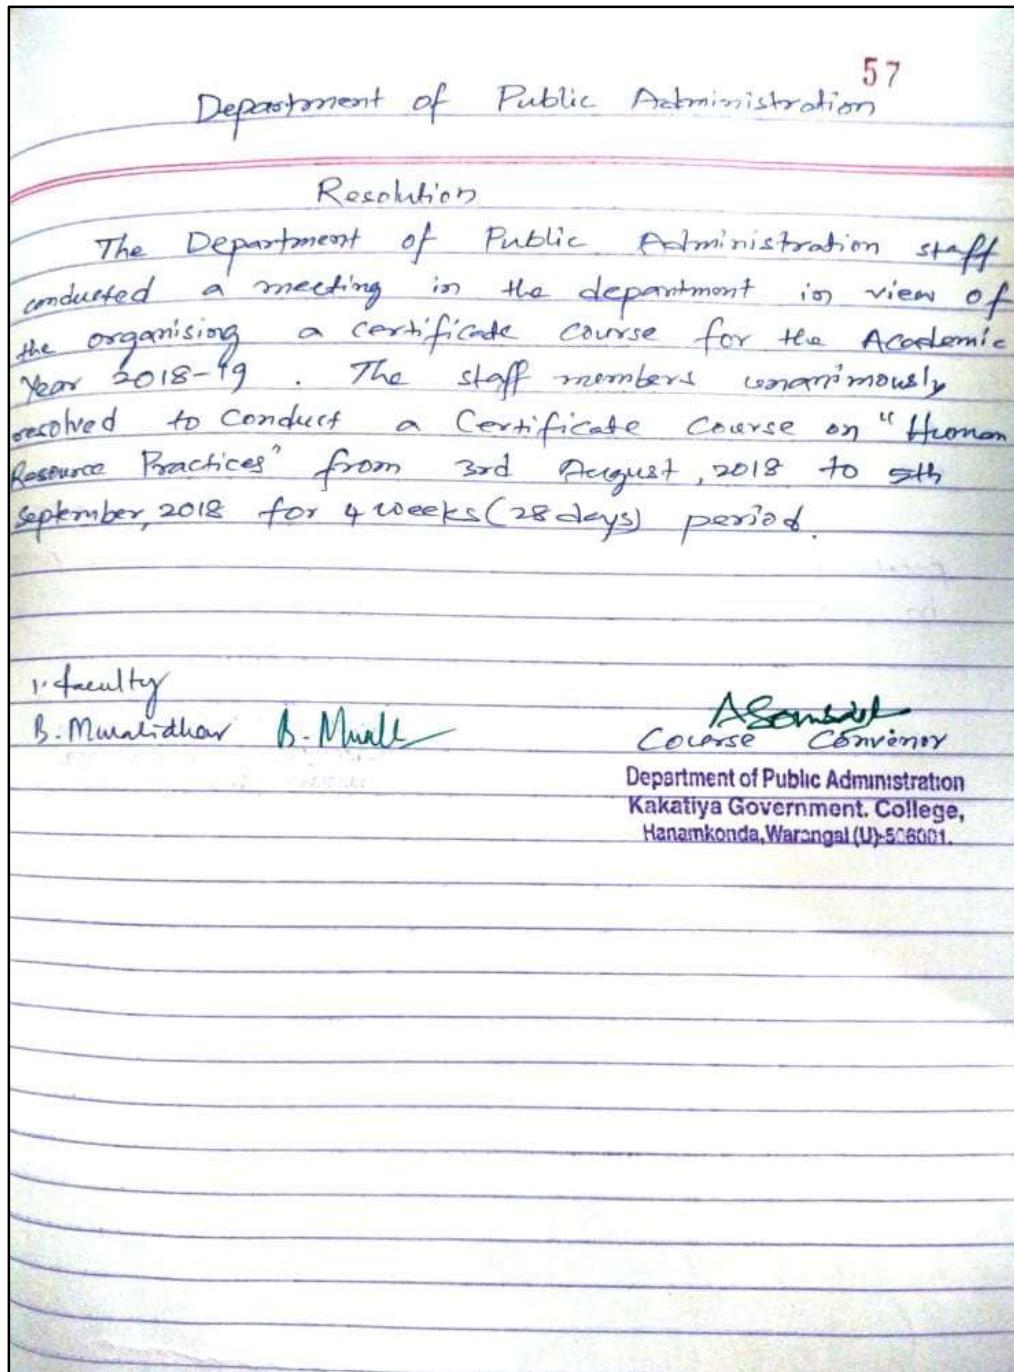 57
Department of Public Administration
Resolution
The Department of Public Administration staff
conducted a meeting in the department in view of
the organising a certificate course for the Academic
Year 2018-19 . The staff members unanimously
resolved to conduct a Certificate Course on "Human
Resource Practices" from 3rd August, 2018 to 5th
September, 2018 for 4 weeks (28 days) period.
1. faculty
B. Muralidhar B. Murali
Course Convenor
Department of Public Administration
Kakatiya Government. College,
Hanamkonda, Warangal (U)-506001.